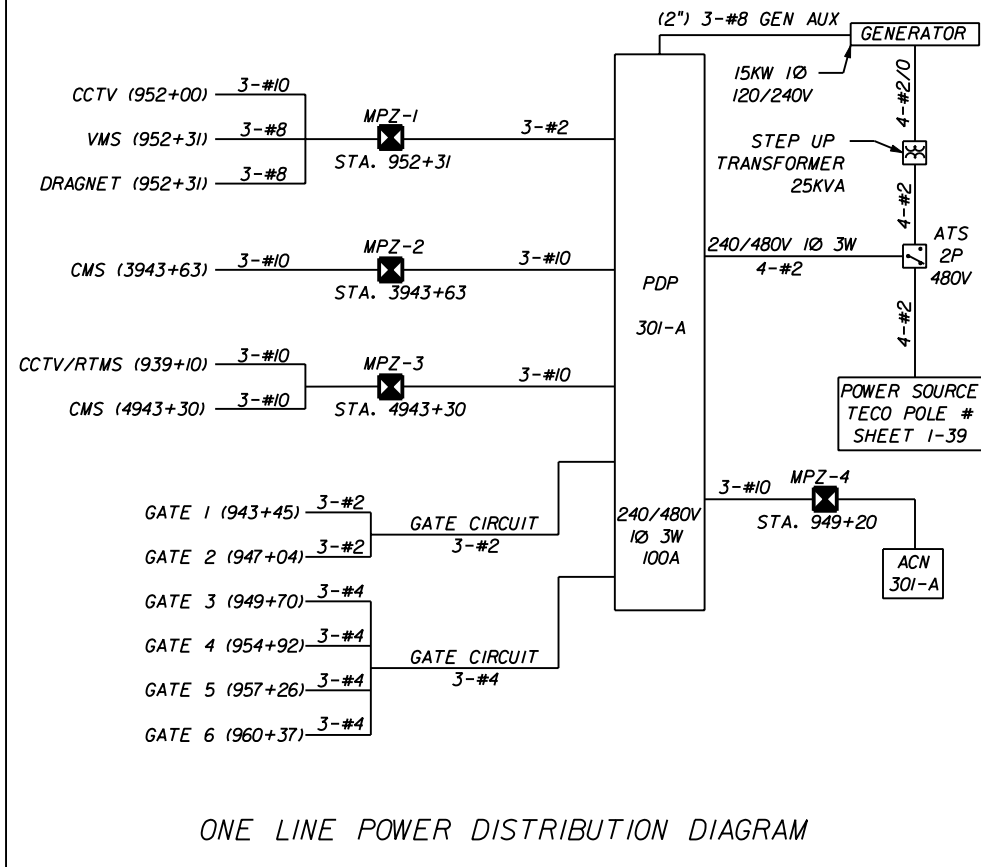 (2") 3-#8 GEN AUX
GENERATOR
15KW 1Ø
120/240V
4-#2/0
STEP UP
TRANSFORMER
25KVA
4-#2
ATS
2P
480V
240/480V 1Ø 3W
4-#2
4-#2
POWER SOURCE
TECO POLE #
SHEET 1-39
CCTV (952+00)
3-#10
VMS (952+31)
3-#8
DRAGNET (952+31)
3-#8
MPZ-1
STA. 952+31
3-#2
CMS (3943+63)
3-#10
MPZ-2
STA. 3943+63
3-#10
PDP
301-A
CCTV/RTMS (939+10)
3-#10
CMS (4943+30)
3-#10
MPZ-3
STA. 4943+30
3-#10
GATE 1 (943+45)
3-#2
GATE 2 (947+04)
3-#2
GATE CIRCUIT
3-#2
240/480V
1Ø 3W
100A
3-#10
MPZ-4
STA. 949+20
ACN
301-A
GATE 3 (949+70)
3-#4
GATE 4 (954+92)
3-#4
GATE 5 (957+26)
3-#4
GATE 6 (960+37)
3-#4
GATE CIRCUIT
3-#4
ONE LINE POWER DISTRIBUTION DIAGRAM